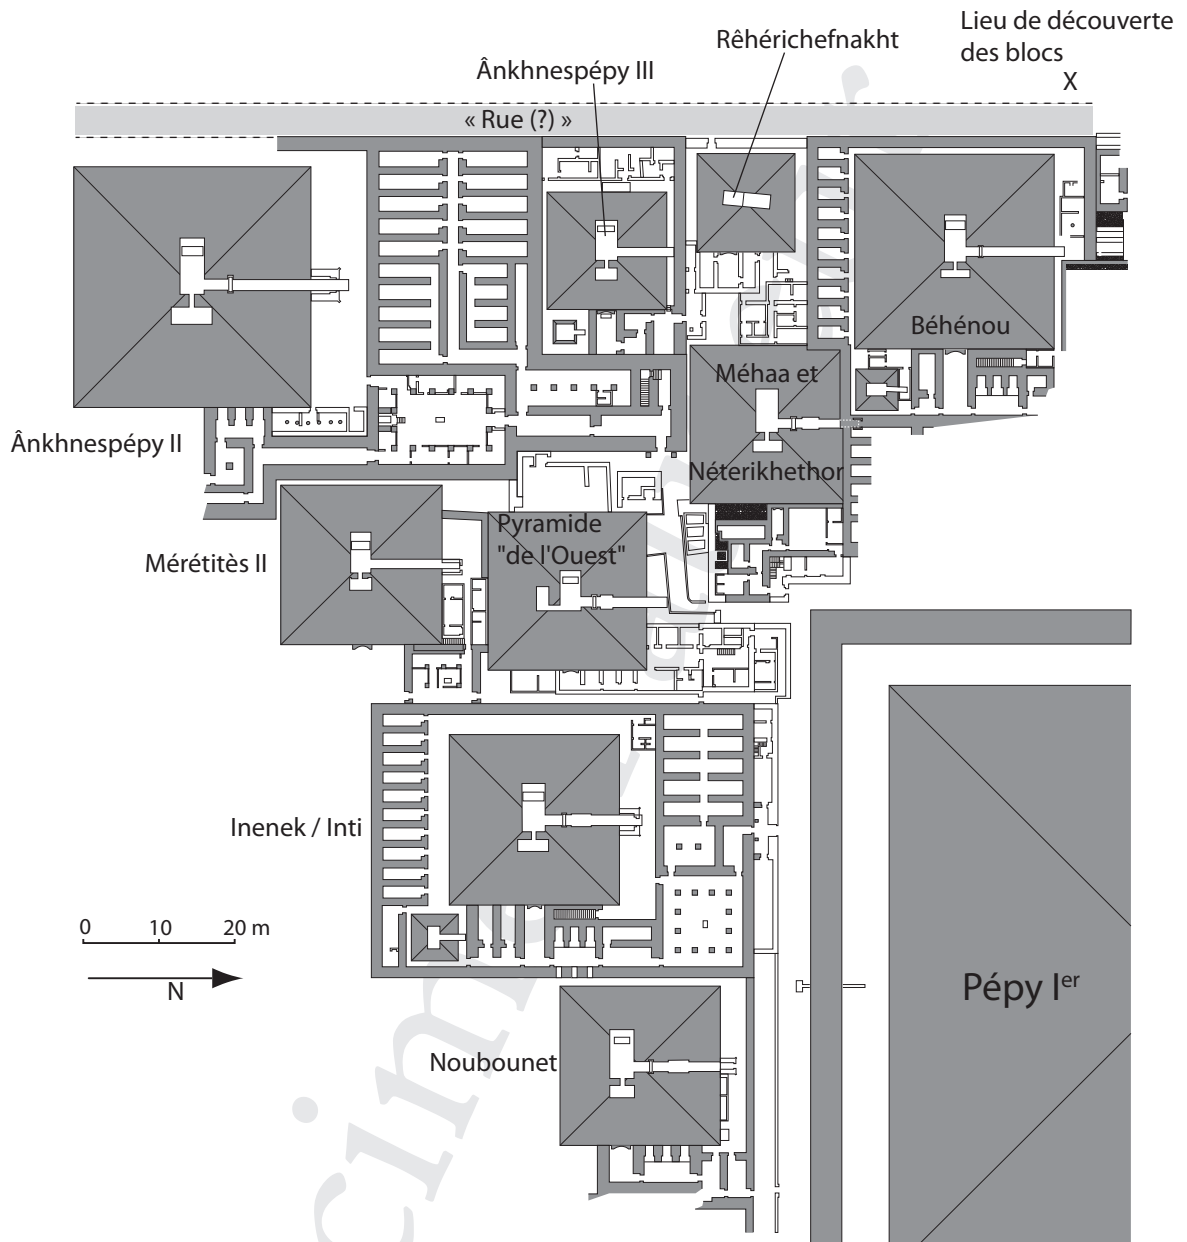 Lieu de découverte
des blocs
X
Rêhérichefnakht
Ânkhnespépy III
« Rue (?) »
Béhénou
Méhaa et
Néterikhethor
Ânkhnespépy II
Pyramide
"de l'Ouest"
Mérétitès II
Inenek / Inti
0 10 20 m
N
Pépy Ier
Noubounet